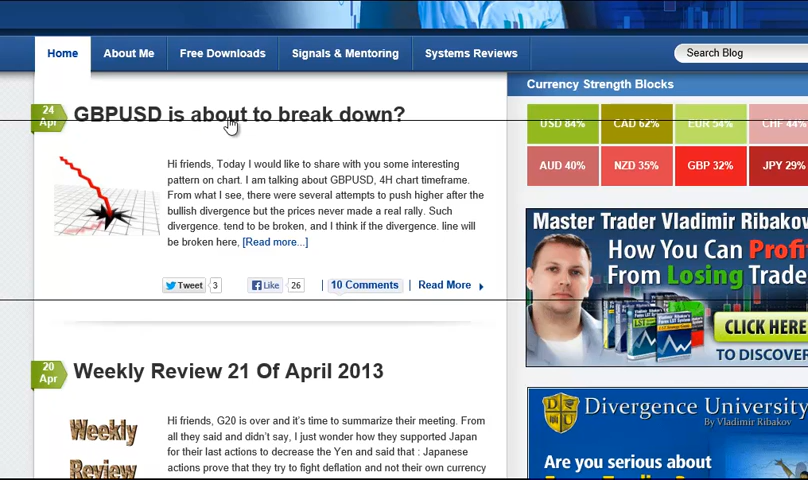 Home
About Me
Free Downloads
Signals & Mentoring
Systems Reviews
Search Blog
24
Apr
GBPUSD is about to break down?
Hi friends, Today I would like to share with you some interesting
pattern on chart. I am talking about GBPUSD, 4H chart timeframe.
From what I see, there were several attempts to push higher after the
bullish divergence but the prices never made a real rally. Such
divergence. tend to be broken, and I think if the divergence. line will
be broken here, [Read more...]
Tweet
3
Like
26
10 Comments
Read More
20
Apr
Weekly Review 21 Of April 2013
Weekly
Review
Hi friends, G20 is over and it's time to summarize their meeting. From
all they said and didn't say, I just wonder how they supported Japan
for their last actions to decrease the Yen and said that : Japanese
actions prove that they try to fight deflation and not their own currency
Currency Strength Blocks
USD 84%
CAD 62%
EUR 54%
CHF 44%
AUD 40%
NZD 35%
GBP 32%
JPY 29%
Master Trader Vladimir Ribakov
How You Can Profi
From Losing Trade
LST
CLICK HERE
TO DISCOVER
DU
Divergence University
By Vladimir Ribakov
Are you serious about